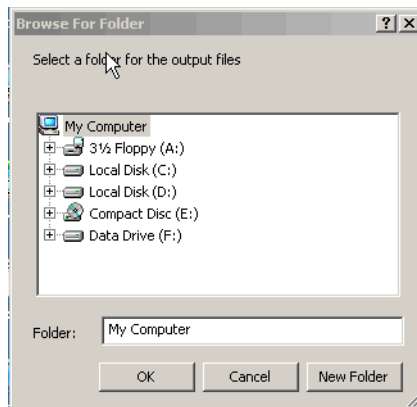 Browse For Folder
Select a folder for the output files
My Computer
3½ Floppy (A:)
Local Disk (C:)
Local Disk (D:)
Compact Disc (E:)
Data Drive (F:)
Folder: My Computer
OK Cancel New Folder